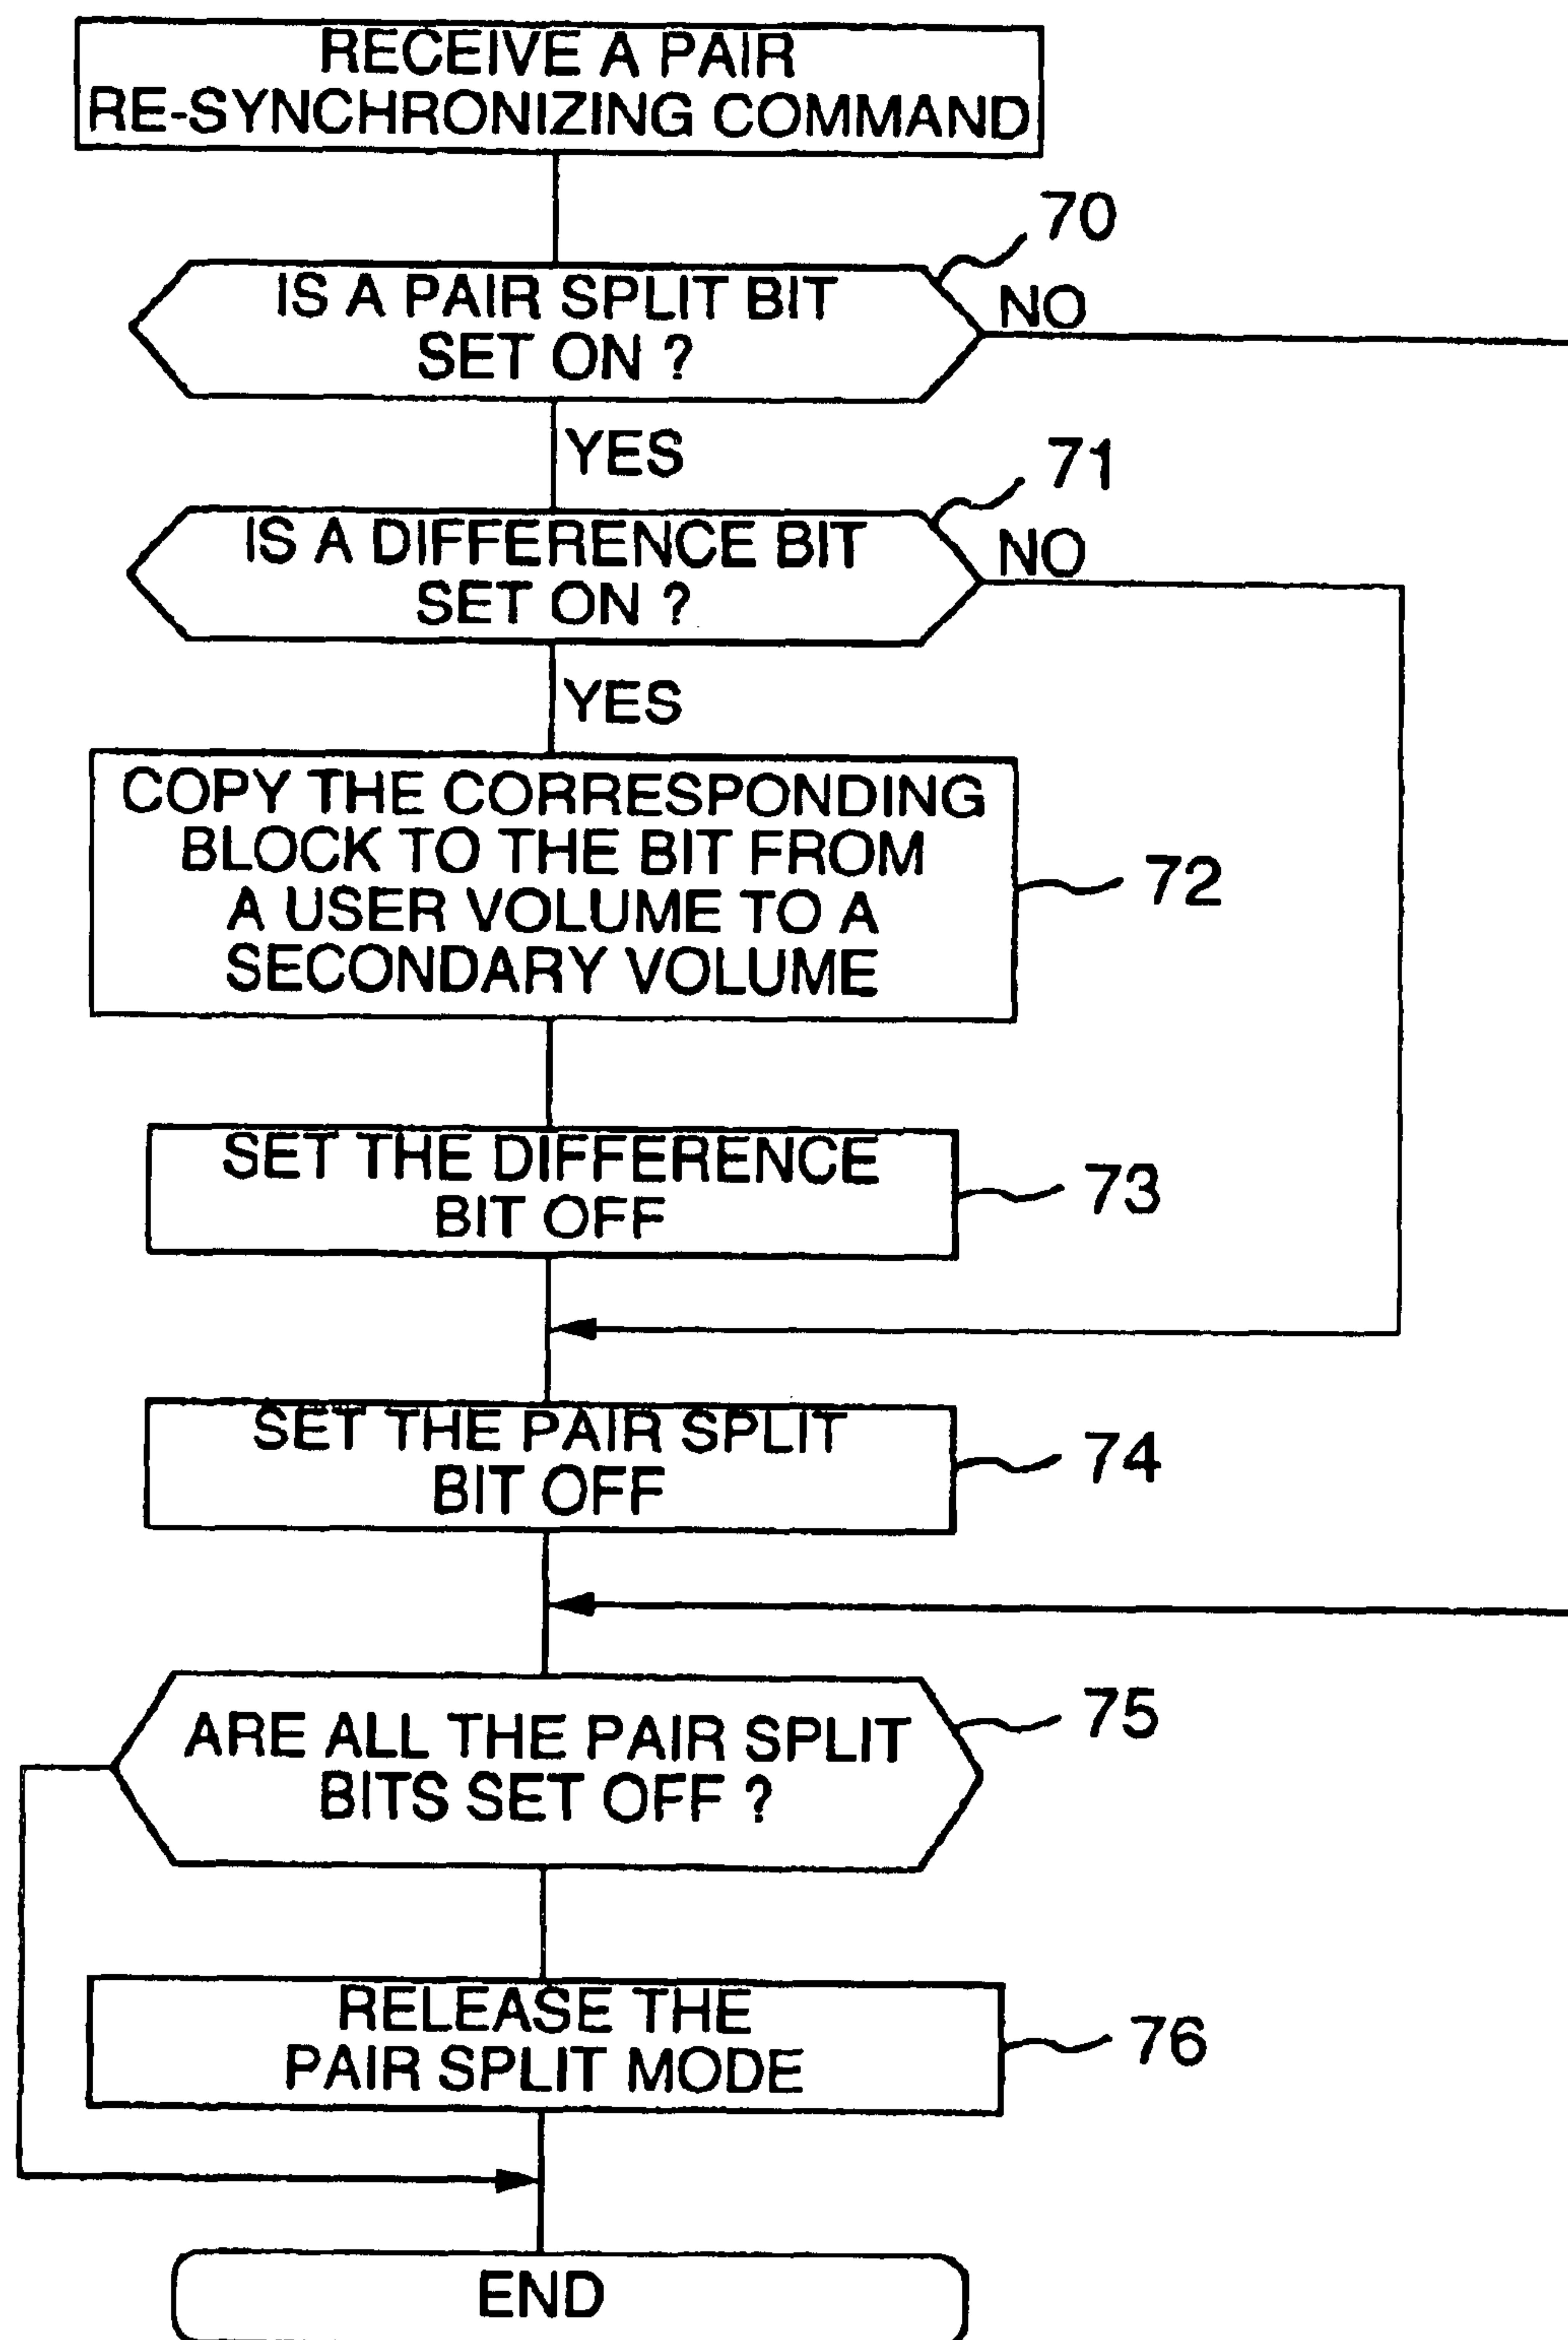 RECEIVE A PAIR
RE-SYNCHRONIZING COMMAND
70
IS A PAIR SPLIT BIT
SET ON ?
NO
YES
71
IS A DIFFERENCE BIT
SET ON ?
NO
YES
COPY THE CORRESPONDING
BLOCK TO THE BIT FROM
A USER VOLUME TO A
SECONDARY VOLUME
72
SET THE DIFFERENCE
BIT OFF
73
SET THE PAIR SPLIT
BIT OFF
74
ARE ALL THE PAIR SPLIT
BITS SET OFF ?
75
RELEASE THE
PAIR SPLIT MODE
76
END